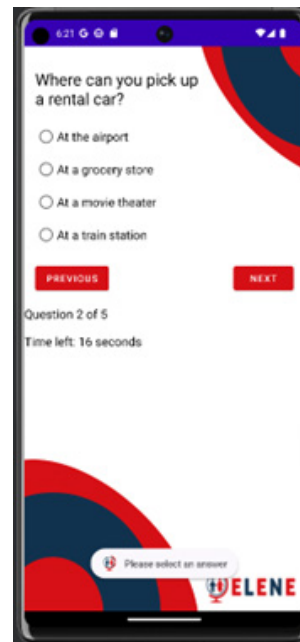 6:21
Where can you pick up
a rental car?
At the airport
At a grocery store
At a movie theater
At a train station
PREVIOUS
NEXT
Question 2 of 5
Time left: 16 seconds
Please select an answer
ELENE